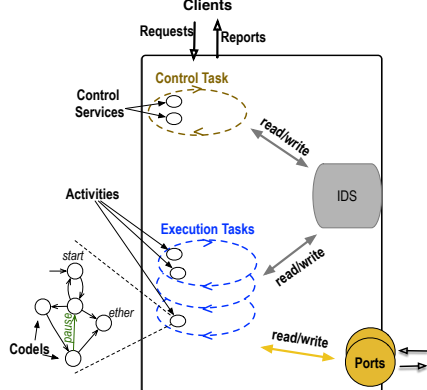 Clients
Requests
Reports
Control Task
Control
Services
read/write
IDS
Activities
Execution Tasks
read/write
start
ether
pause
Codels
read/write
Ports